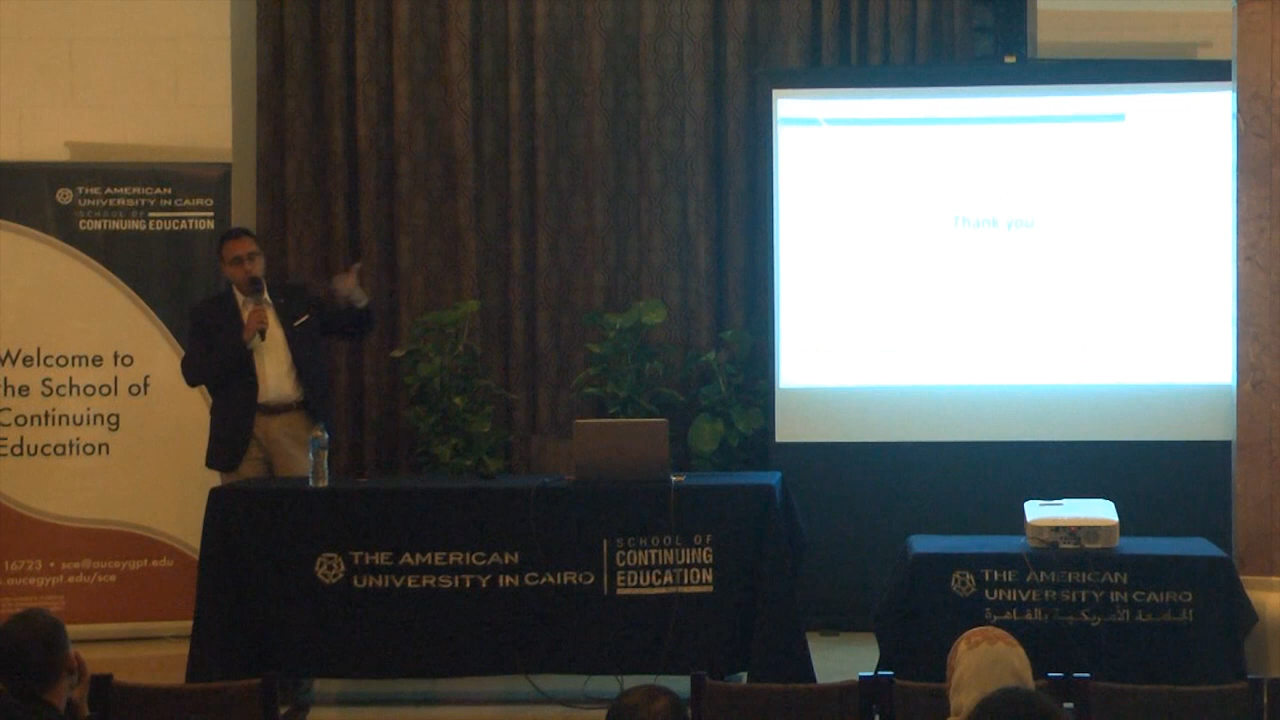 THE AMERICAN
UNIVERSITY IN CAIRO
SCHOOL OF
CONTINUING EDUCATION
Welcome to
the School of
Continuing
Education
16723 • sce@aucegypt.edu
.aucegypt.edu/sce
Thank you
THE AMERICAN
UNIVERSITY IN CAIRO
SCHOOL OF
CONTINUING
EDUCATION
THE AMERICAN
UNIVERSITY IN CAIRO
الجامعة الأمريكية بالقاهرة